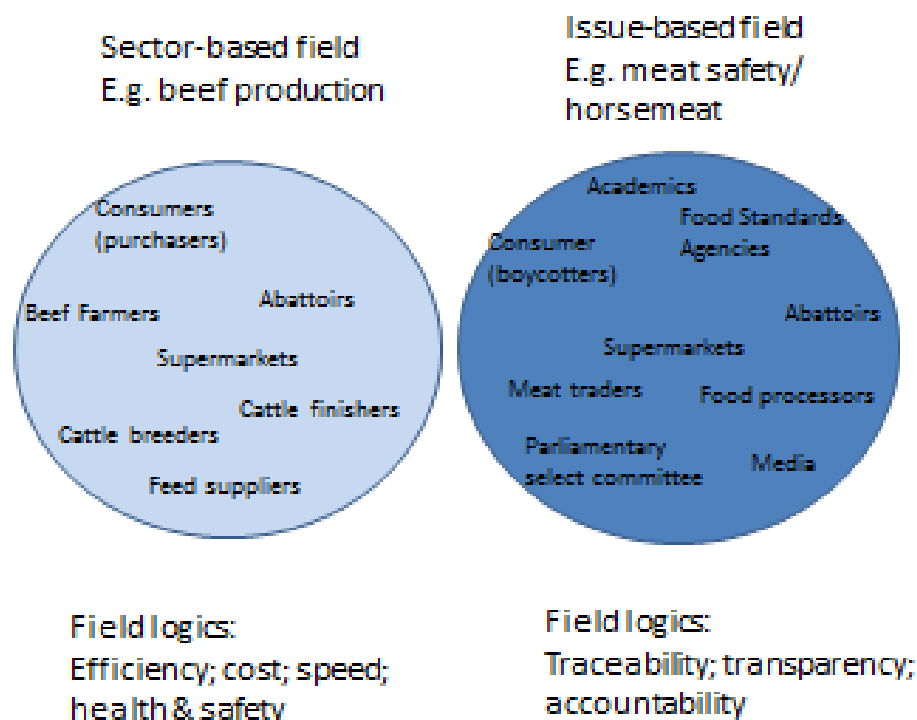 Sector-based field
E.g. beef production
Issue-based field
E.g. meat safety/
horsemeat
Consumers
(purchasers)
Beef Farmers
Abattoirs
Supermarkets
Cattle finishers
Cattle breeders
Feed suppliers
Academics
Food Standards
Agencies
Consumer
(boycotters)
Abattoirs
Supermarkets
Meat traders
Food processors
Parliamentary
select committee
Media
Field logics:
Efficiency; cost; speed;
health & safety
Field logics:
Traceability; transparency;
accountability